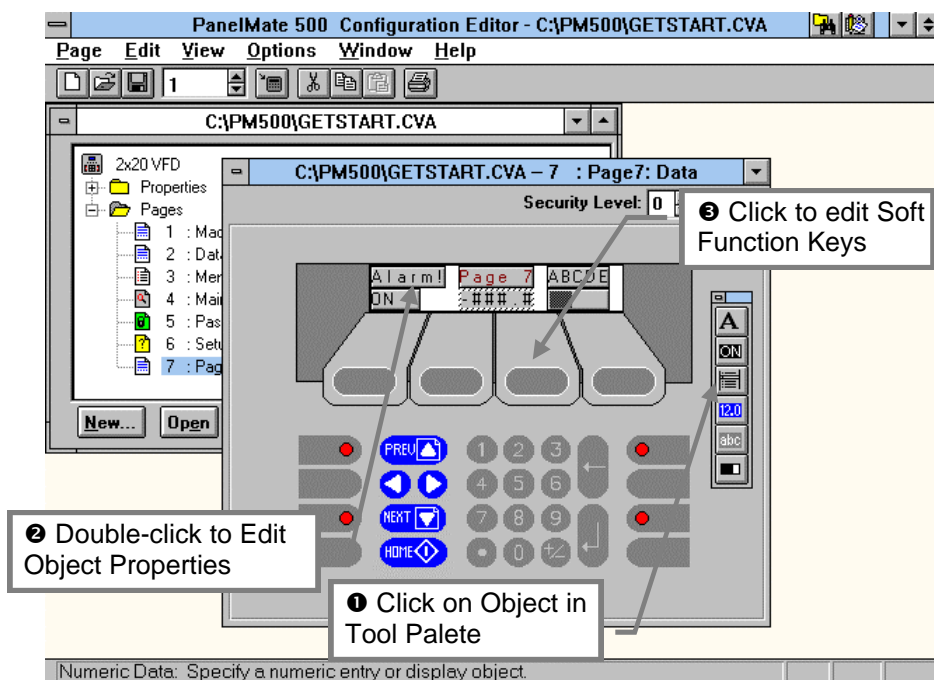 PanelMate 500 Configuration Editor - C:\PM500\GETSTART.CVA
Page Edit View Options Window Help
1
C:\PM500\GETSTART.CVA
2x20 VFD
Properties
Pages
1 : Mac
2 : Data
3 : Men
4 : Mai
5 : Pas
6 : Setu
7 : Pag
New... Open
C:\PM500\GETSTART.CVA – 7 : Page7: Data
Security Level: 0
❸ Click to edit Soft
Function Keys
Alarm! Page 7 ABCDE
ON -###.#
A
ON
12.0
abc
PREV 1 2 3
4 5 6
NEXT 7 8 9
HOME • 0 +/-
❷ Double-click to Edit
Object Properties
❶ Click on Object in
Tool Palete
Numeric Data: Specify a numeric entry or display object.